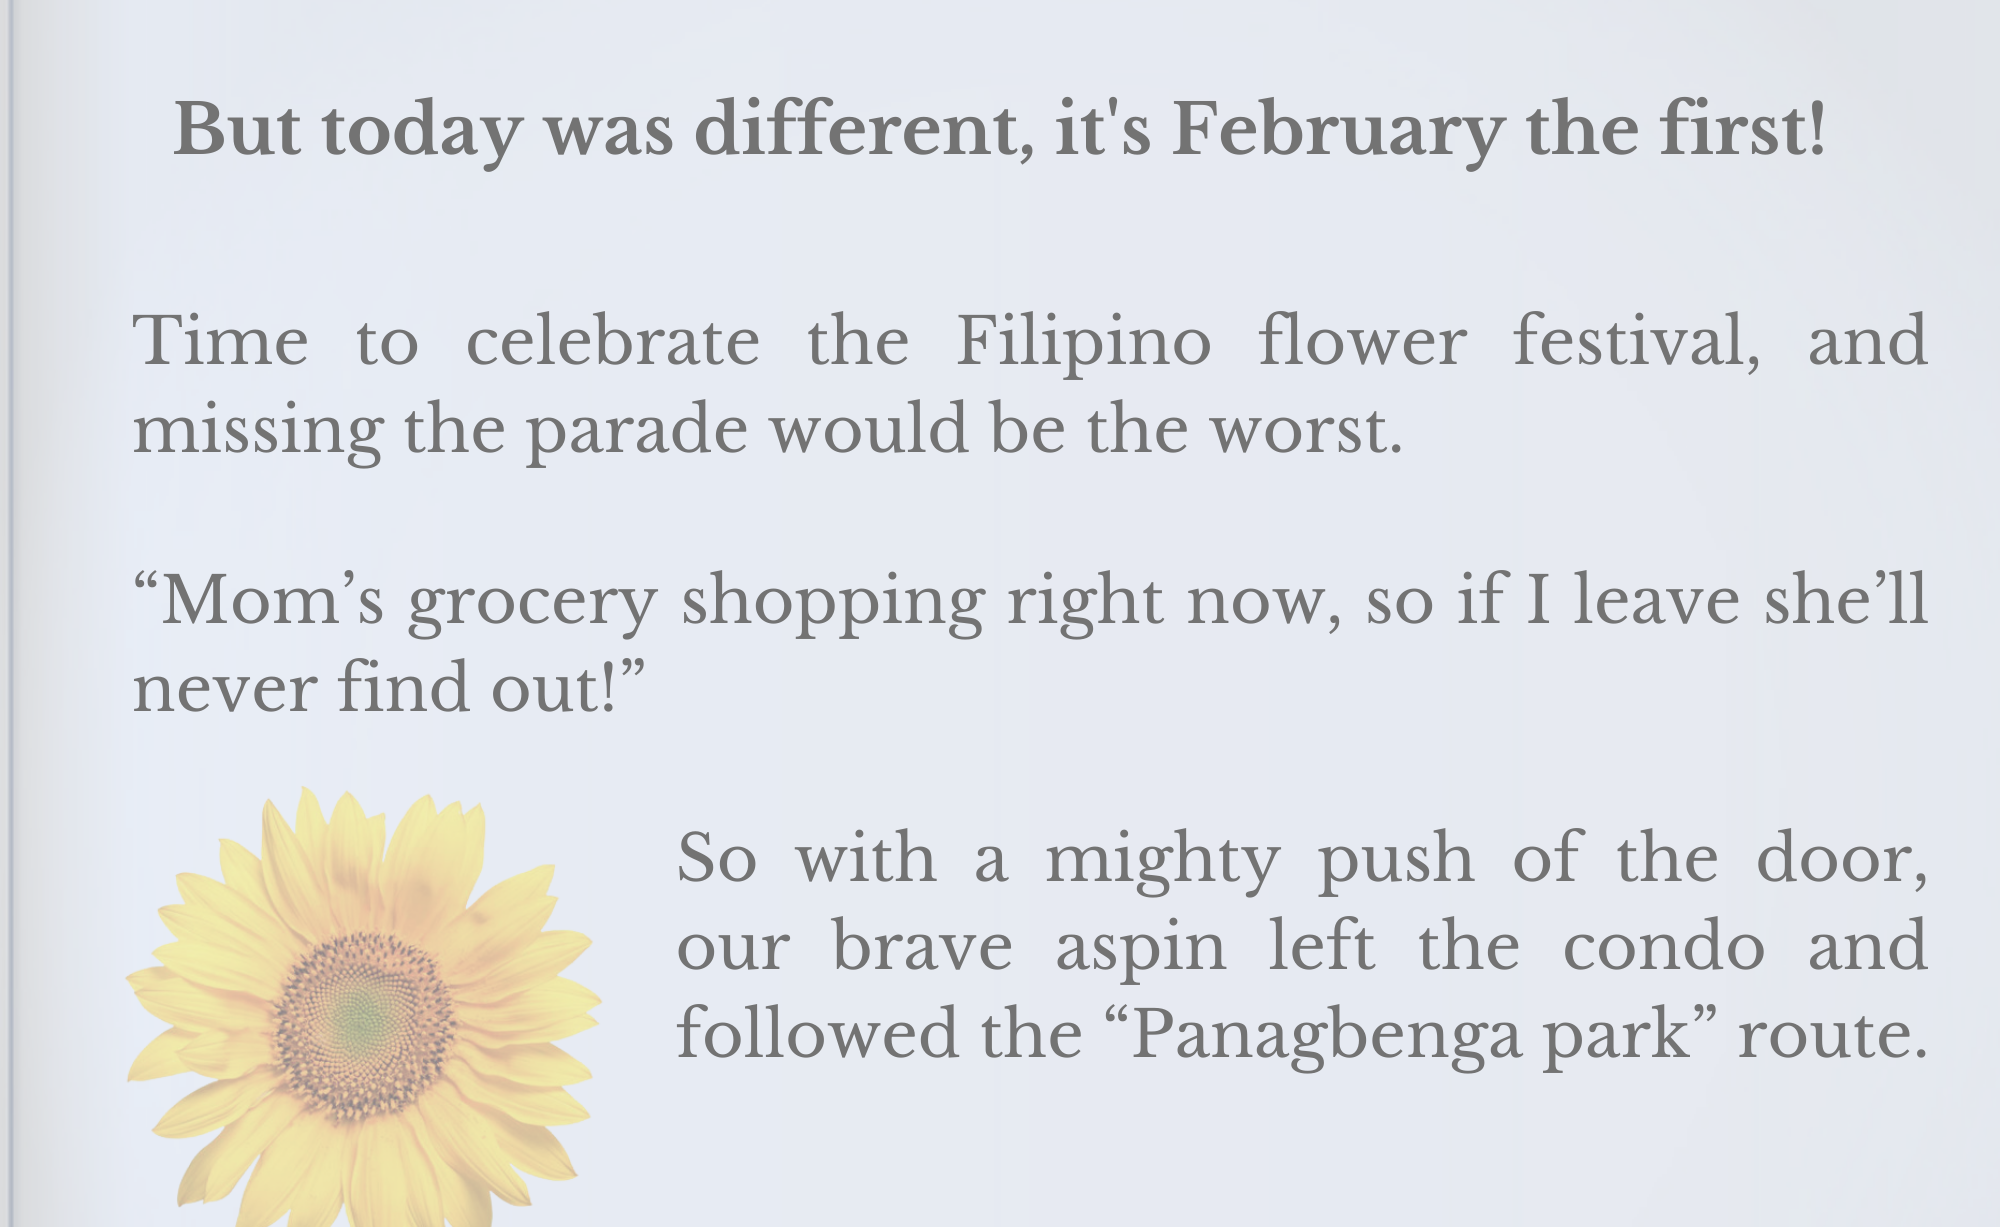 But today was different, it's February the first!
Time to celebrate the Filipino flower festival, and
missing the parade would be the worst.
“Mom’s grocery shopping right now, so if I leave she’ll
never find out!”
So with a mighty push of the door,
our brave aspin left the condo and
followed the “Panagbenga park” route.